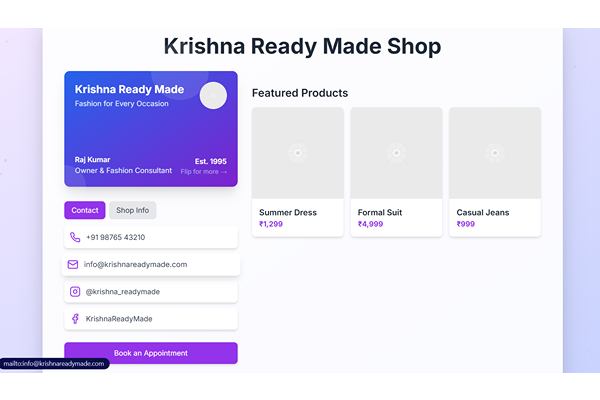 Krishna Ready Made Shop
Krishna Ready Made
Fashion for Every Occasion
Raj Kumar
Owner & Fashion Consultant
Est. 1995
Flip for more →
Contact
Shop Info
+91 98765 43210
info@krishnareadymade.com
@krishna_readymade
KrishnaReadyMade
Book an Appointment
Featured Products
Summer Dress
₹1,299
Formal Suit
₹4,999
Casual Jeans
₹999
mailto:info@krishnareadymade.com